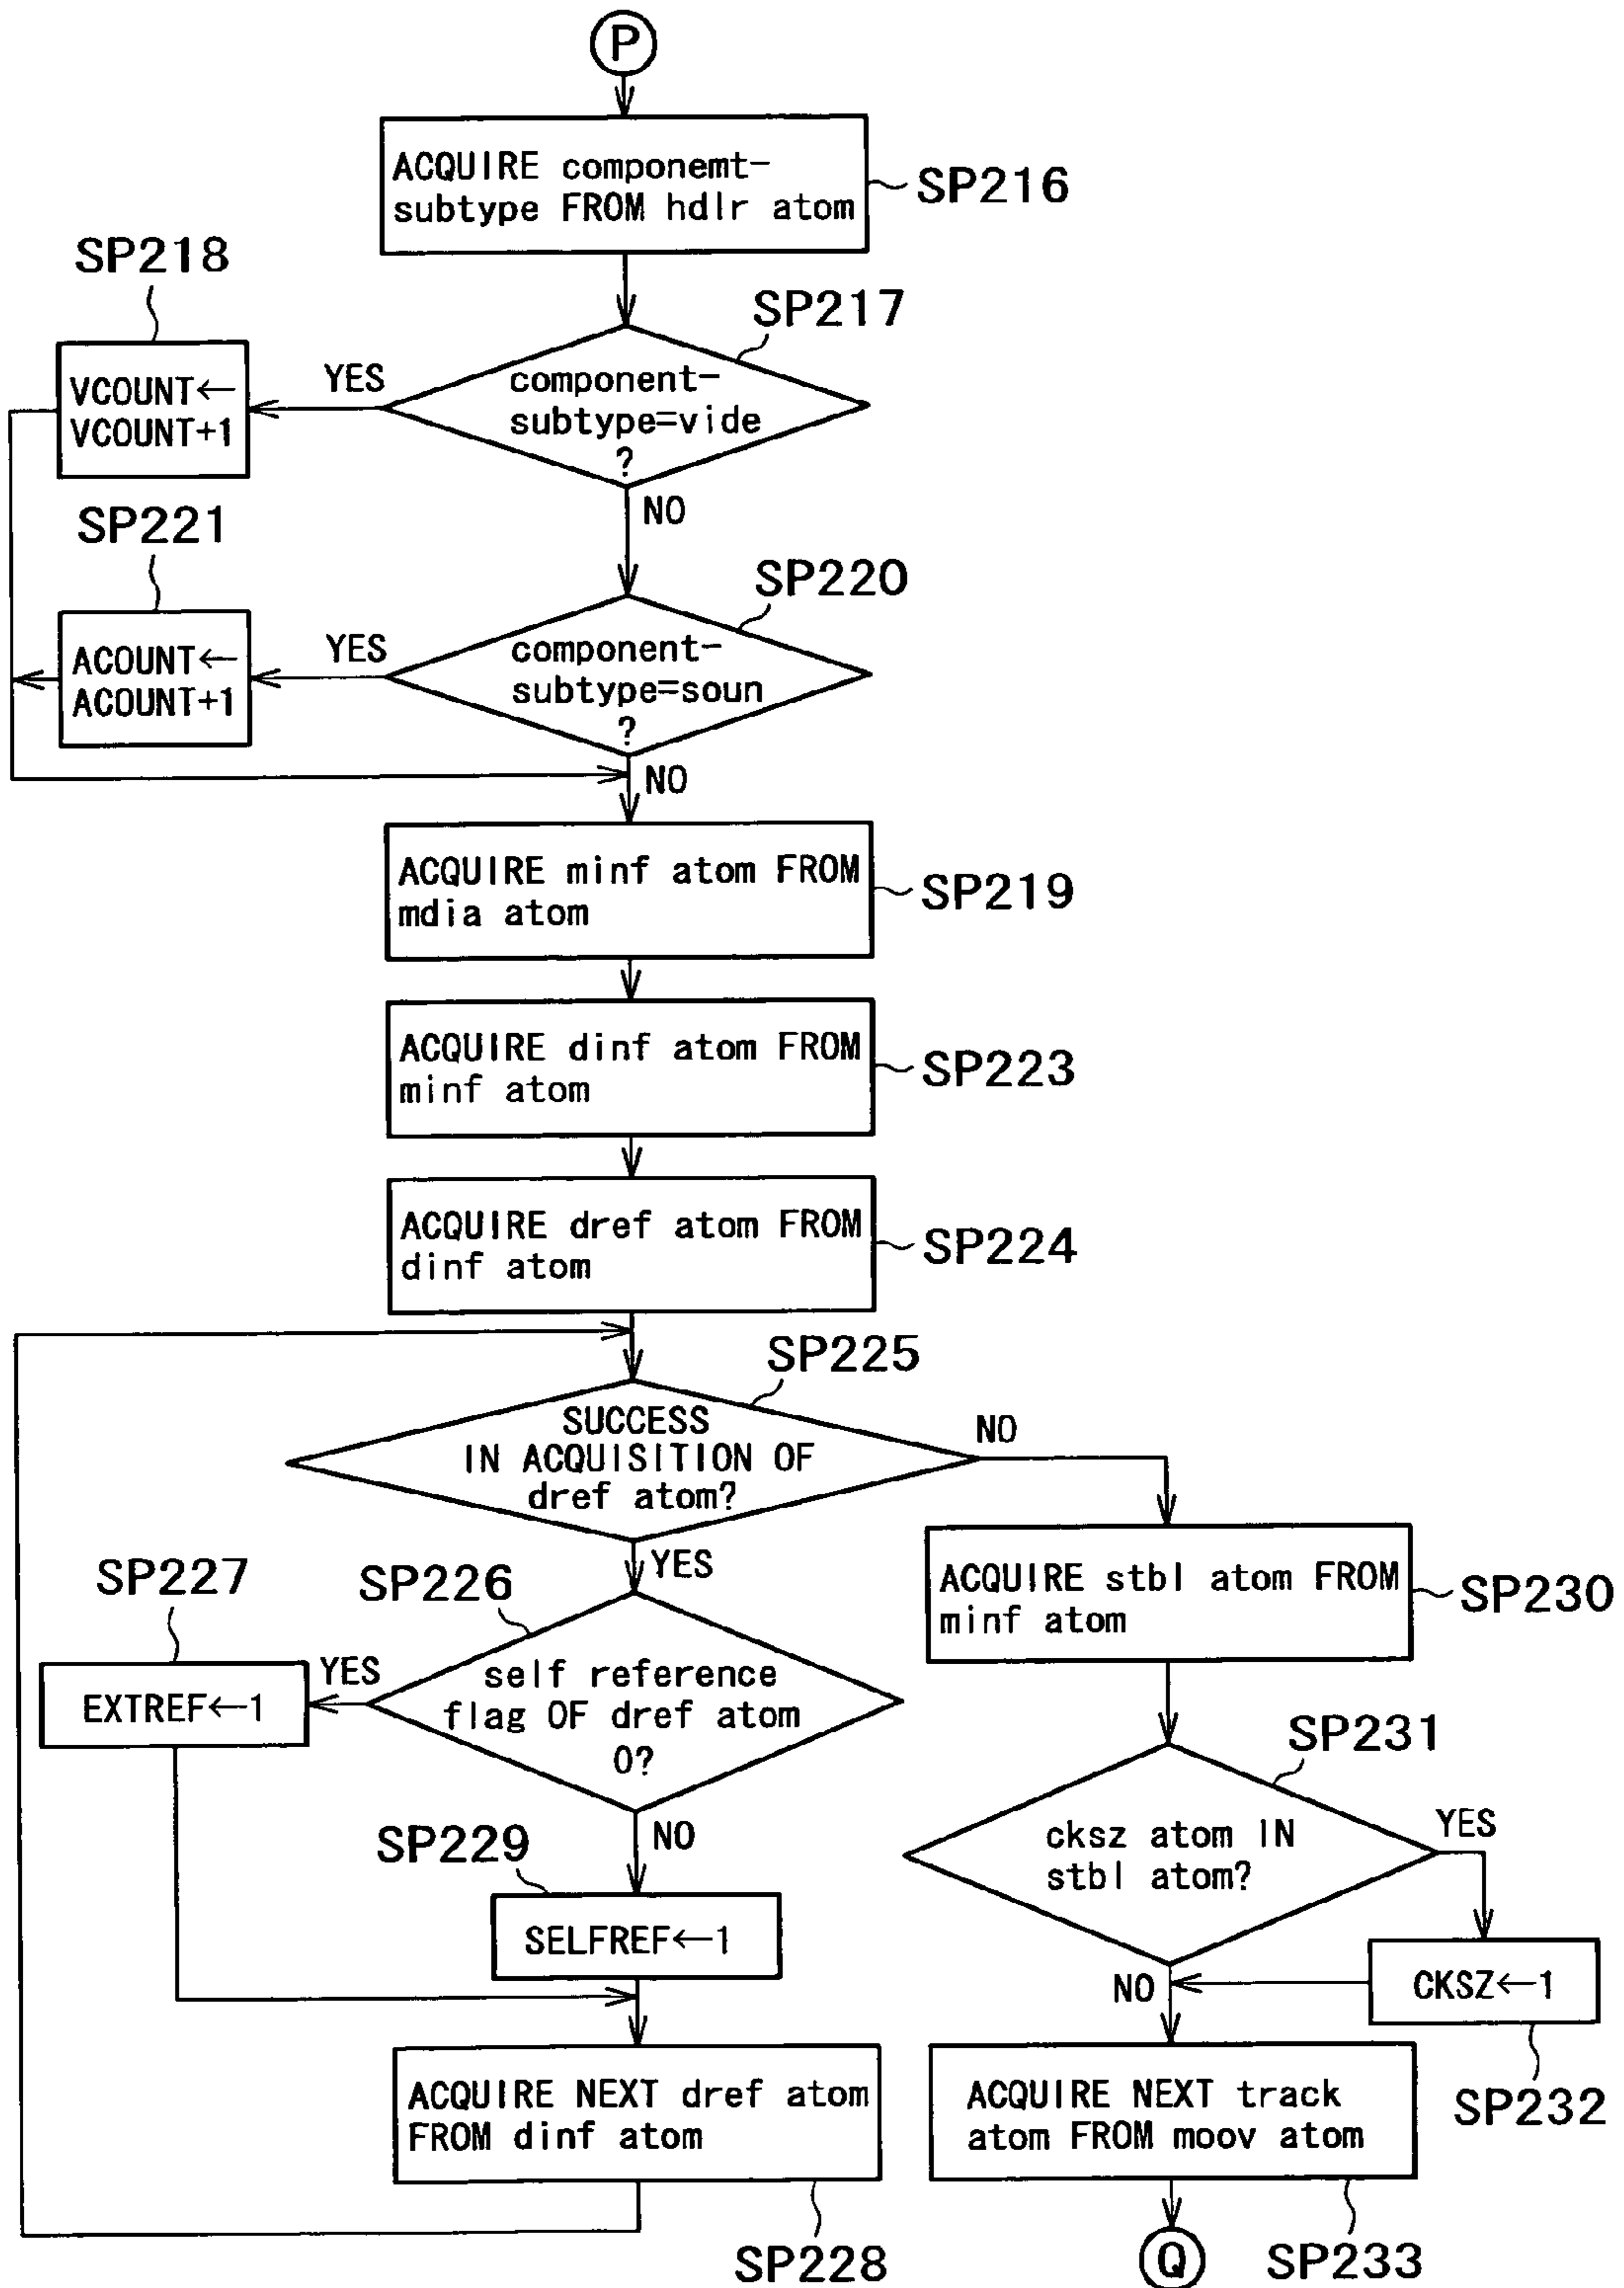 P
ACQUIRE componemt-
subtype FROM hdlr atom
SP216
SP218
SP217
VCOUNT←
VCOUNT+1
YES
component-
subtype=vide
?
NO
SP221
SP220
ACOUNT←
ACOUNT+1
YES
component-
subtype=soun
?
NO
ACQUIRE minf atom FROM
mdia atom
SP219
ACQUIRE dinf atom FROM
minf atom
SP223
ACQUIRE dref atom FROM
dinf atom
SP224
SP225
SUCCESS
IN ACQUISITION OF
dref atom?
NO
YES
SP227
SP226
ACQUIRE stbl atom FROM
minf atom
SP230
EXTREF←1
YES
self reference
flag OF dref atom
0?
NO
SP231
cksz atom IN
stbl atom?
YES
SP229
SELFREF←1
NO
CKSZ←1
SP232
ACQUIRE NEXT dref atom
FROM dinf atom
SP228
ACQUIRE NEXT track
atom FROM moov atom
SP233
Q